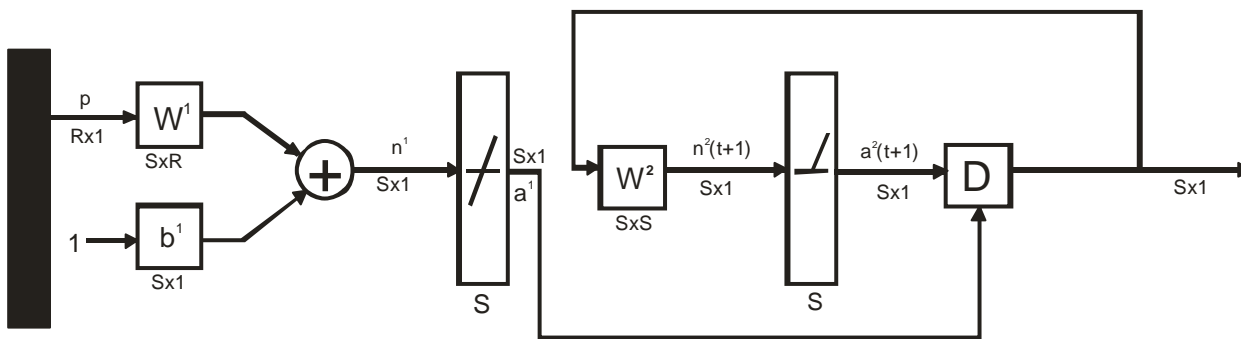 p
Rx1
W¹
SxR
1
b¹
Sx1
+
n¹
Sx1
S
Sx1
a¹
W²
SxS
n²(t+1)
Sx1
S
a²(t+1)
Sx1
D
Sx1